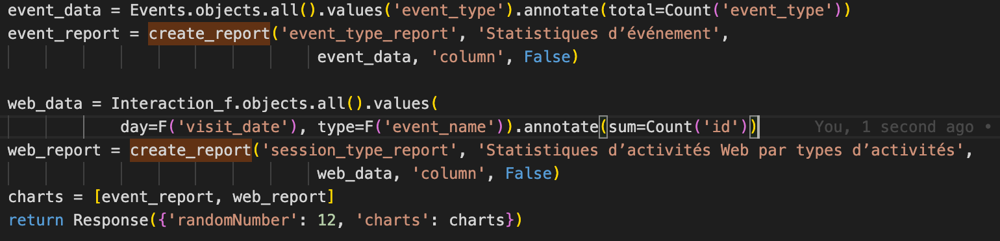 event_data = Events.objects.all().values('event_type').annotate(total=Count('event_type'))
event_report = create_report('event_type_report', 'Statistiques d’événement',
event_data, 'column', False)
web_data = Interaction_f.objects.all().values(
day=F('visit_date'), type=F('event_name')).annotate(sum=Count('id')) You, 1 second ago •
web_report = create_report('session_type_report', 'Statistiques d’activités Web par types d’activités',
web_data, 'column', False)
charts = [event_report, web_report]
return Response({'randomNumber': 12, 'charts': charts})